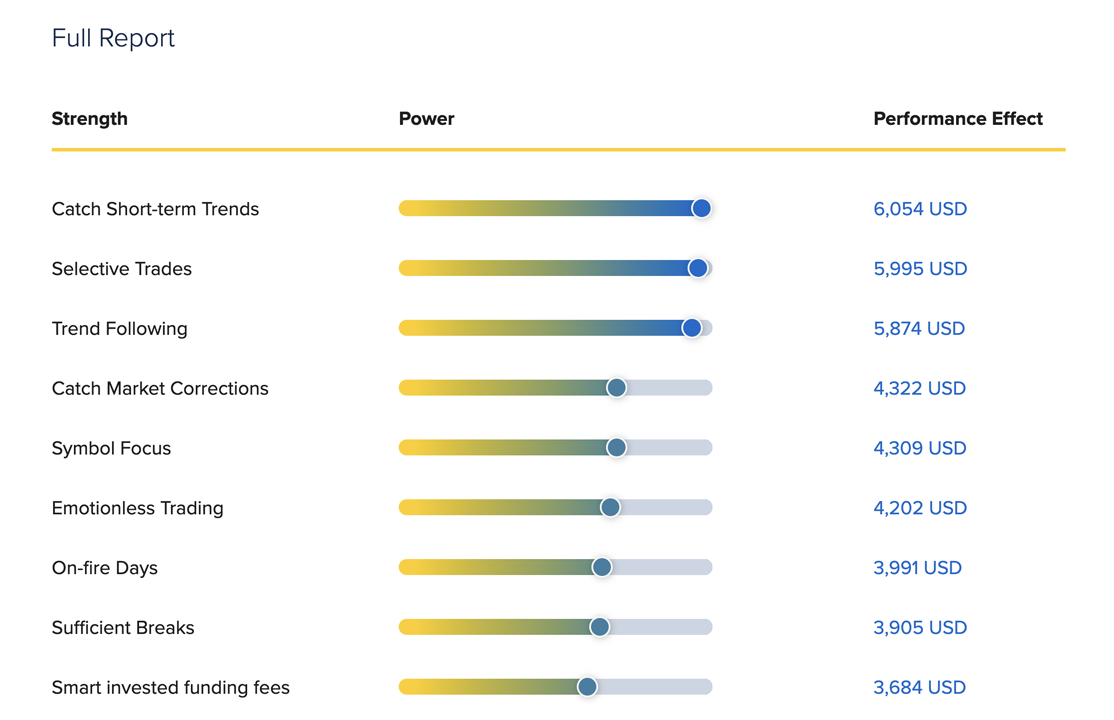 Full Report
Strength Power Performance Effect
Catch Short-term Trends 6,054 USD
Selective Trades 5,995 USD
Trend Following 5,874 USD
Catch Market Corrections 4,322 USD
Symbol Focus 4,309 USD
Emotionless Trading 4,202 USD
On-fire Days 3,991 USD
Sufficient Breaks 3,905 USD
Smart invested funding fees 3,684 USD